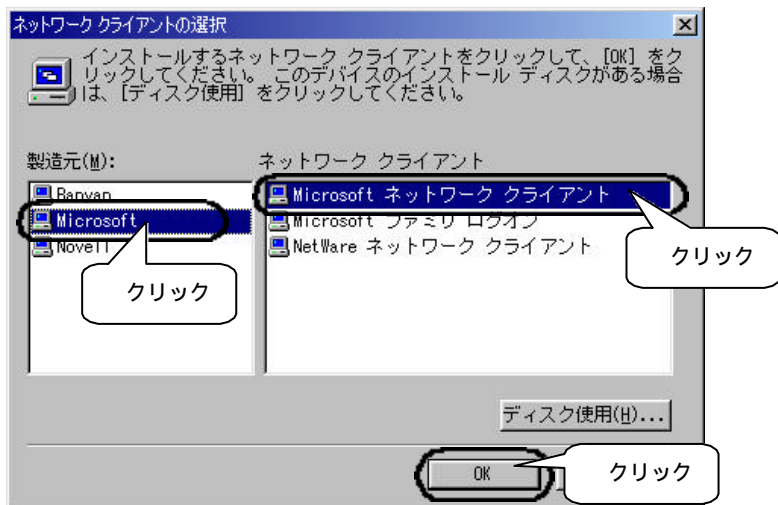 ネットワーク クライアントの選択
インストールするネットワーク クライアントをクリックして、[OK] をク
リックしてください。 このデバイスのインストール ディスクがある場合
は、[ディスク使用] をクリックしてください。
製造元(M):
ネットワーク クライアント
Banyan
Microsoft
Novell
Microsoft ネットワーク クライアント
Microsoft ファミリ ログオン
NetWare ネットワーク クライアント
クリック
クリック
ディスク使用(H)...
OK
クリック